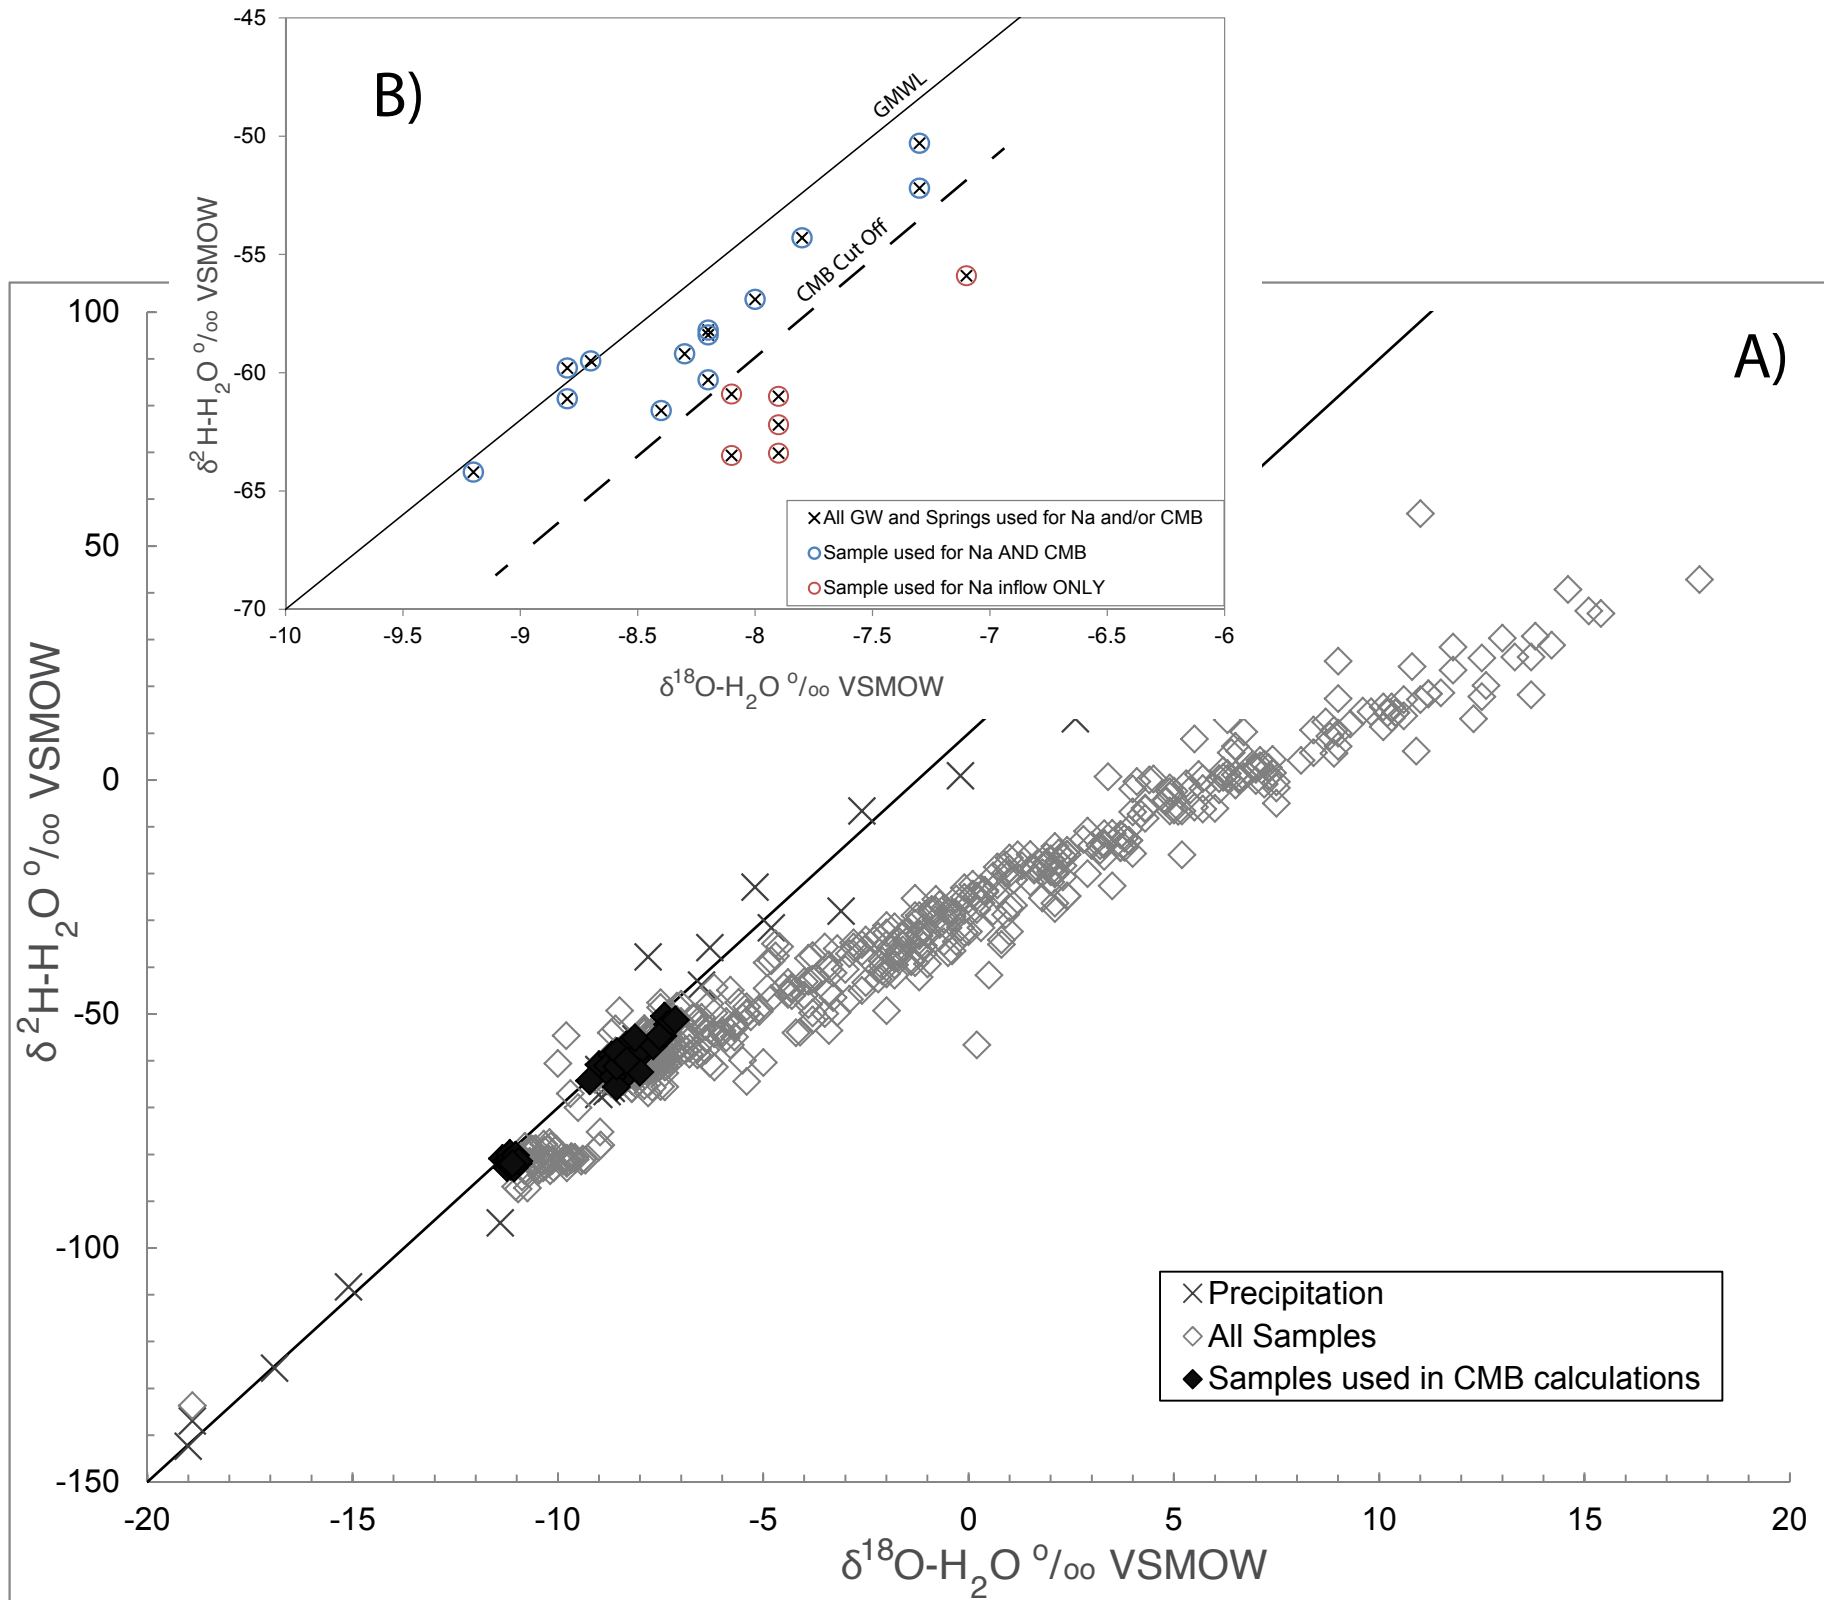 B)
-45
-50
-55
-60
-65
-70
-10
-9.5
-9
-8.5
-8
-7.5
-7
-6.5
-6
GMWL
CMB Cut Off
δ²H-H₂O º/ₒₒ VSMOW
δ¹⁸O-H₂O º/ₒₒ VSMOW
All GW and Springs used for Na and/or CMB
Sample used for Na AND CMB
Sample used for Na inflow ONLY
A)
100
50
0
-50
-100
-150
-20
-15
-10
-5
0
5
10
15
20
δ²H-H₂O º/ₒₒ VSMOW
δ¹⁸O-H₂O º/ₒₒ VSMOW
Precipitation
All Samples
Samples used in CMB calculations